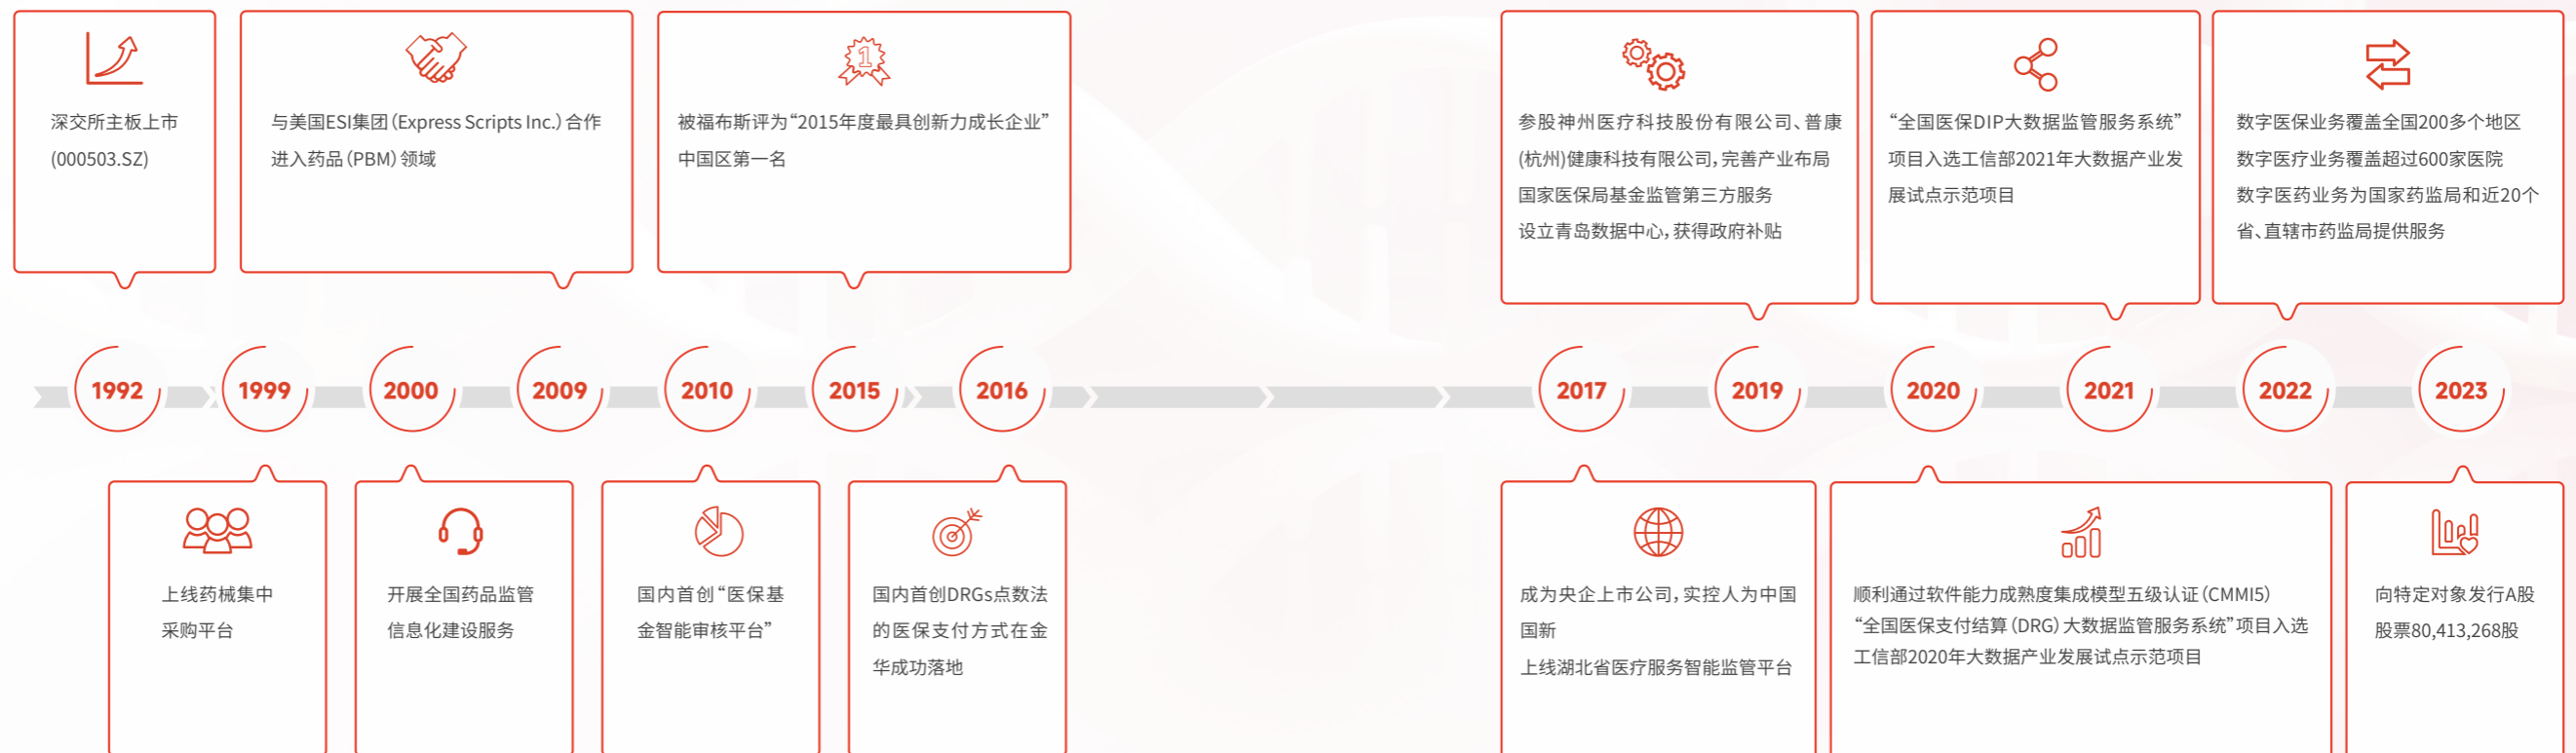 深交所主板上市
(000503.SZ)
与美国ESI集团(Express Scripts Inc.)合作
进入药品(PBM)领域
1
被福布斯评为“2015年度最具创新力成长企业”
中国区第一名
参股神州医疗科技股份有限公司、普康
(杭州)健康科技有限公司,完善产业布局
国家医保局基金监管第三方服务
设立青岛数据中心,获得政府补贴
“全国医保DIP大数据监管服务系统”
项目入选工信部2021年大数据产业发
展试点示范项目
数字医保业务覆盖全国200多个地区
数字医疗业务覆盖超过600家医院
数字医药业务为国家药监局和近20个
省、直辖市药监局提供服务
1992
1999
2000
2009
2010
2015
2016
2017
2019
2020
2021
2022
2023
上线药械集中
采购平台
开展全国药品监管
信息化建设服务
国内首创“医保基
金智能审核平台”
国内首创DRGs点数法
的医保支付方式在金
华成功落地
成为央企上市公司,实控人为中国
国新
上线湖北省医疗服务智能监管平台
顺利通过软件能力成熟度集成模型五级认证(CMMI5)
“全国医保支付结算(DRG)大数据监管服务系统”项目入选
工信部2020年大数据产业发展试点示范项目
向特定对象发行A股
股票80,413,268股